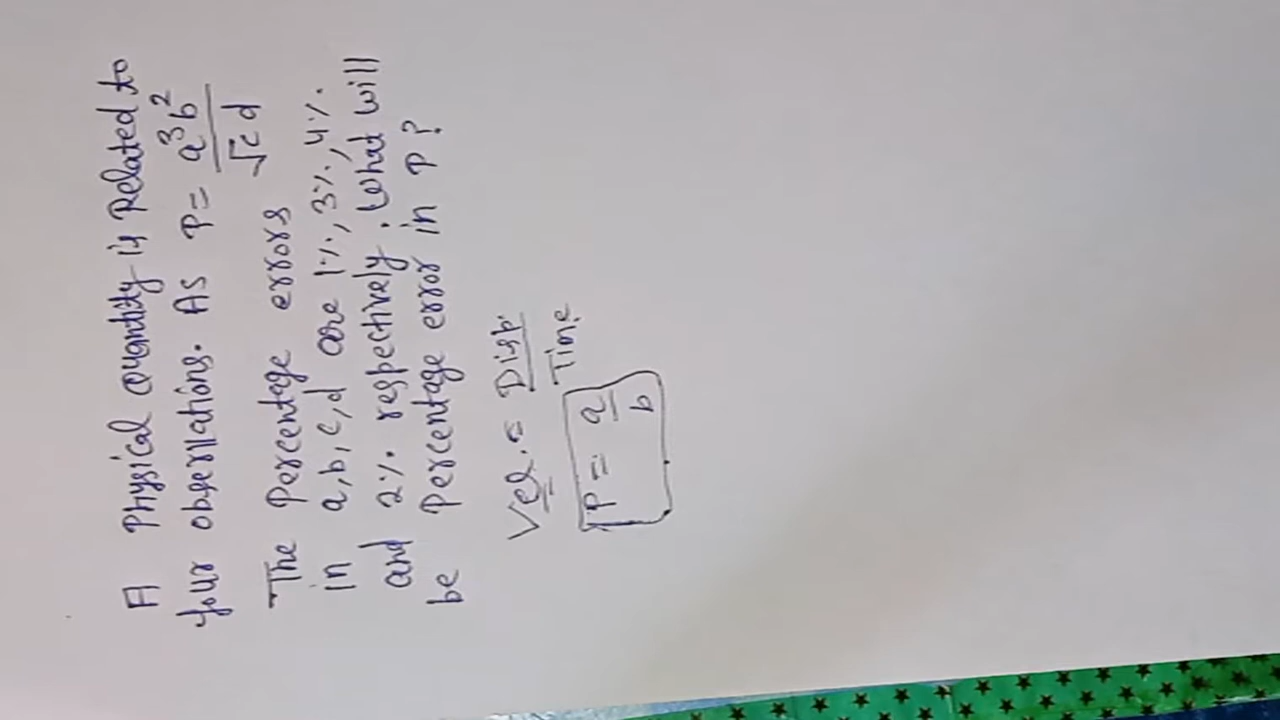 A Physical Quantity is Related to
four observations. As P = a³b²
√c d
The Percentage errors
in a, b, c, d are 1%, 3%, 4%
and 2% respectively. What will
be Percentage error in P?
Vel. = Disp.
Time
P = a
b